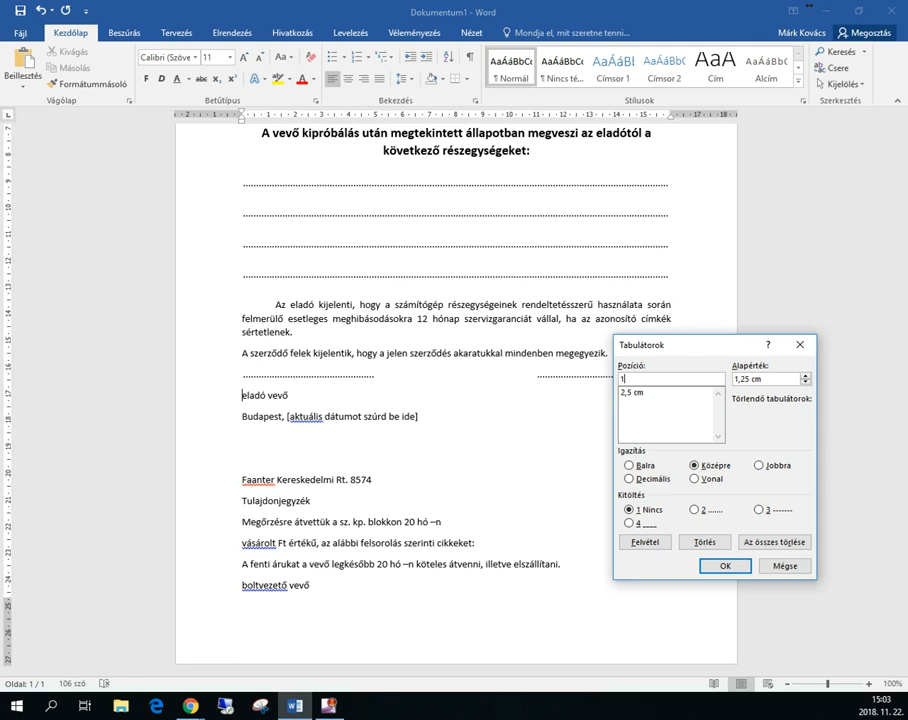 Dokumentum1 - Word
Fájl Kezdőlap Beszúrás Tervezés Elrendezés Hivatkozás Levelezés Véleményezés Nézet Mondja el, mit szeretne tenni... Márk Kovács Megosztás
Beillesztés
Kivágás
Másolás
Formátummásoló
Calibri (Szöve 11
AaBbCcDc AaBbCcDc AaBbCc AaBbCc AaH AaBbCcD
¶ Normál ¶ Nincs té... Címsor 1 Címsor 2 Cím Alcím
Keresés
Csere
Kijelölés
Vágólap Betűtípus Bekezdés Stílusok Szerkesztés
A vevő kipróbálás után megtekintett állapotban megveszi az eladótól a
következő részegységeket:
Az eladó kijelenti, hogy a számítógép részegységeinek rendeltetésszerű használata során
felmerülő esetleges meghibásodásokra 12 hónap szervizgaranciát vállal, ha az azonosító címkék
sértetlenek.
A szerződő felek kijelentik, hogy a jelen szerződés akaratukkal mindenben megegyezik.
eladó vevő
Budapest, [aktuális dátumot szúrd be ide]
Faanter Kereskedelmi Rt. 8574
Tulajdonjegyzék
Megőrzésre átvettük a sz. kp. blokkon 20 hó –n
vásárolt Ft értékű, az alábbi felsorolás szerinti cikkeket:
A fenti árukat a vevő legkésőbb 20 hó –n köteles átvenni, illetve elszállítani.
boltvezető vevő
Tabulátorok ?
Pozíció: Alapérték:
1 1,25 cm
2,5 cm
Törlendő tabulátorok:
Igazítás
Balra Középre Jobbra
Decimális Vonal
Kitöltés
1 Nincs 2 ....... 3 -------
4 ____
Felvétel Törlés Az összes törlése
OK Mégse
Oldal: 1 / 1 106 szó 100%
15:03
2018. 11. 22.